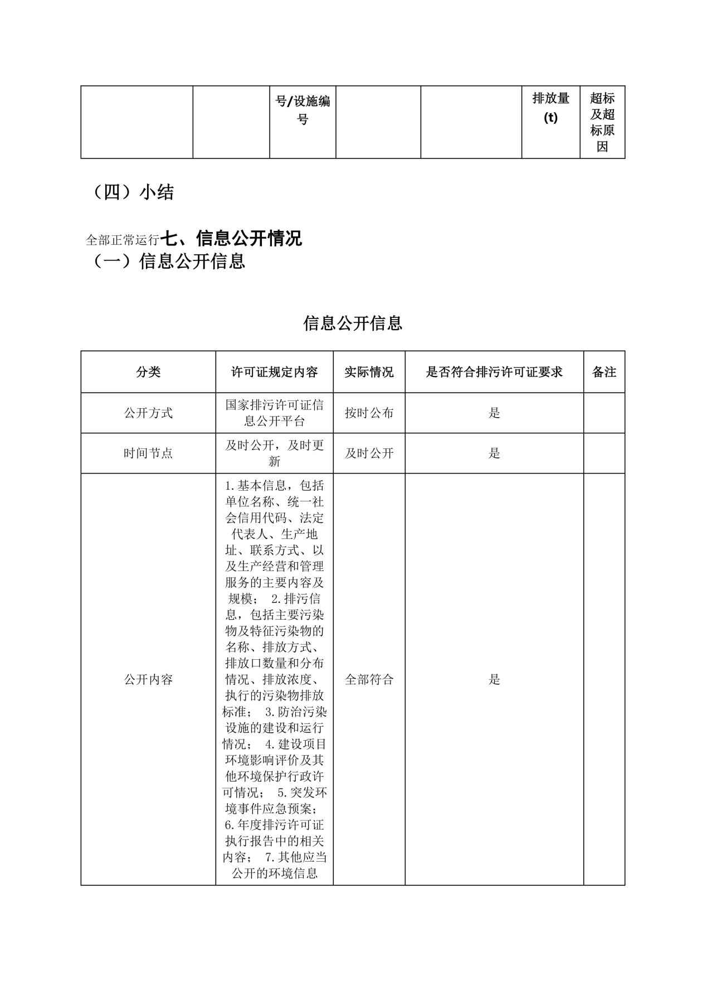 号/设施编
号
排放量
(t)
超标
及超
标原
因
（四）小结
全部正常运行七、信息公开情况
（一）信息公开信息
信息公开信息
分类
许可证规定内容
实际情况
是否符合排污许可证要求
备注
公开方式
国家排污许可证信
息公开平台
按时公布
是
时间节点
及时公开，及时更
新
及时公开
是
公开内容
1.基本信息，包括
单位名称、统一社
会信用代码、法定
代表人、生产地
址、联系方式、以
及生产经营和管理
服务的主要内容及
规模； 2.排污信
息，包括主要污染
物及特征污染物的
名称、排放方式、
排放口数量和分布
情况、排放浓度、
执行的污染物排放
标准； 3.防治污染
设施的建设和运行
情况； 4.建设项目
环境影响评价及其
他环境保护行政许
可情况； 5.突发环
境事件应急预案；
6.年度排污许可证
执行报告中的相关
内容； 7.其他应当
公开的环境信息
全部符合
是